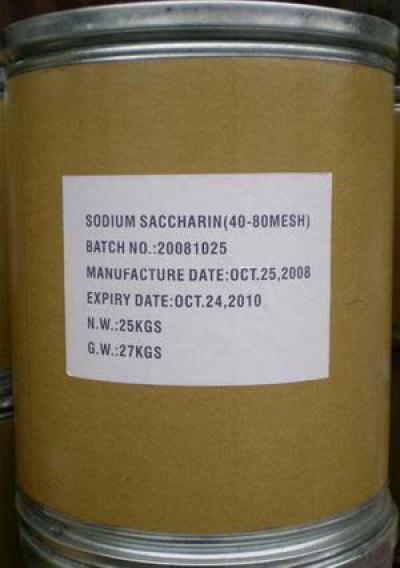 SODIUM SACCHARIN(40-80MESH)
BATCH NO.:20081025
MANUFACTURE DATE:OCT.25,2008
EXPIRY DATE:OCT.24,2010
N.W.:25KGS
G.W.:27KGS